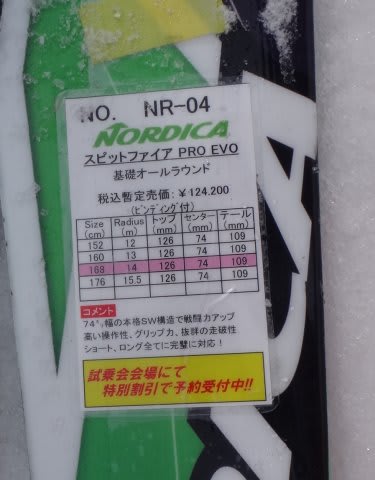 NO. NR-04
NORDICA
スピットファイア PRO EVO
基礎オールラウンド
税込暫定売価:￥124,200
(ビンディング付)
Size (cm) Radius (m) トップ (mm) センター (mm) テール (mm)
152 12 126 74 109
160 13 126 74 109
168 14 126 74 109
176 15.5 126 74 109
コメント
74㍉幅の本格SW構造で戦闘力アップ
高い操作性、グリップ力、抜群の走破性
ショート、ロング全てに完璧に対応!
試乗会会場にて
特別割引で予約受付中!!